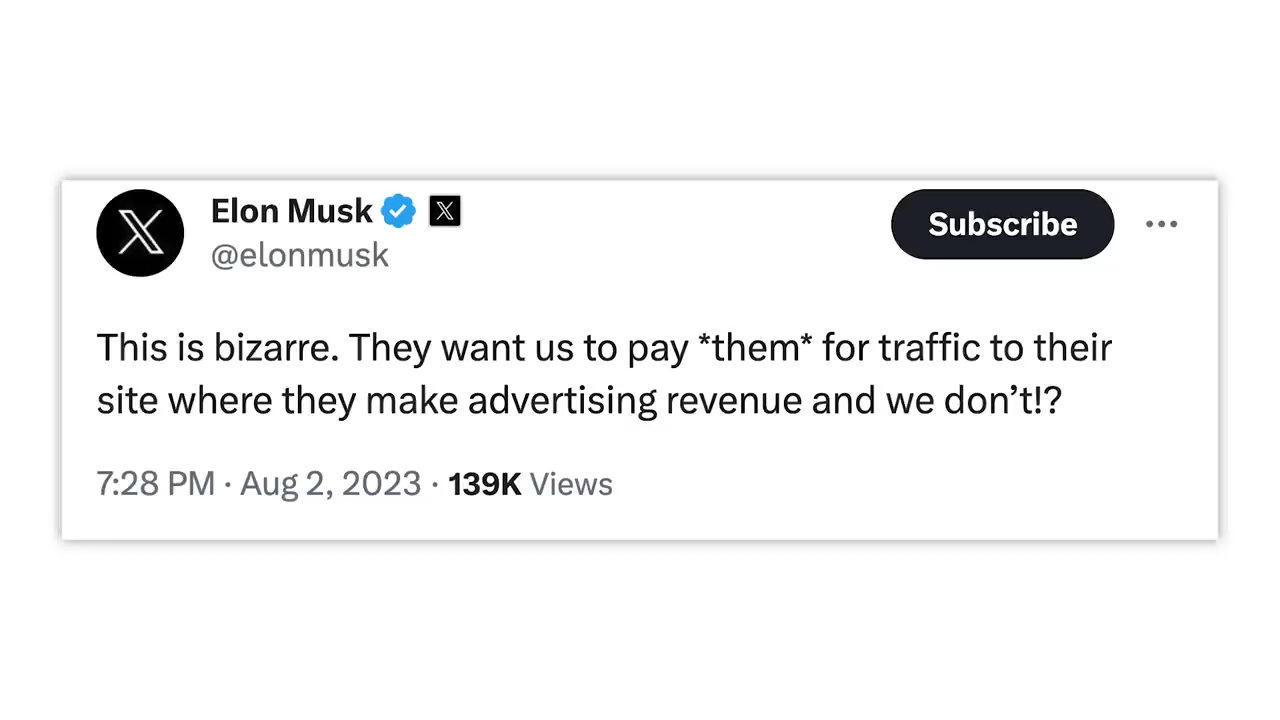 Elon Musk
Subscribe
@elonmusk
This is bizarre. They want us to pay *them* for traffic to their
site where they make advertising revenue and we don’t!?
7:28 PM · Aug 2, 2023 · 139K Views